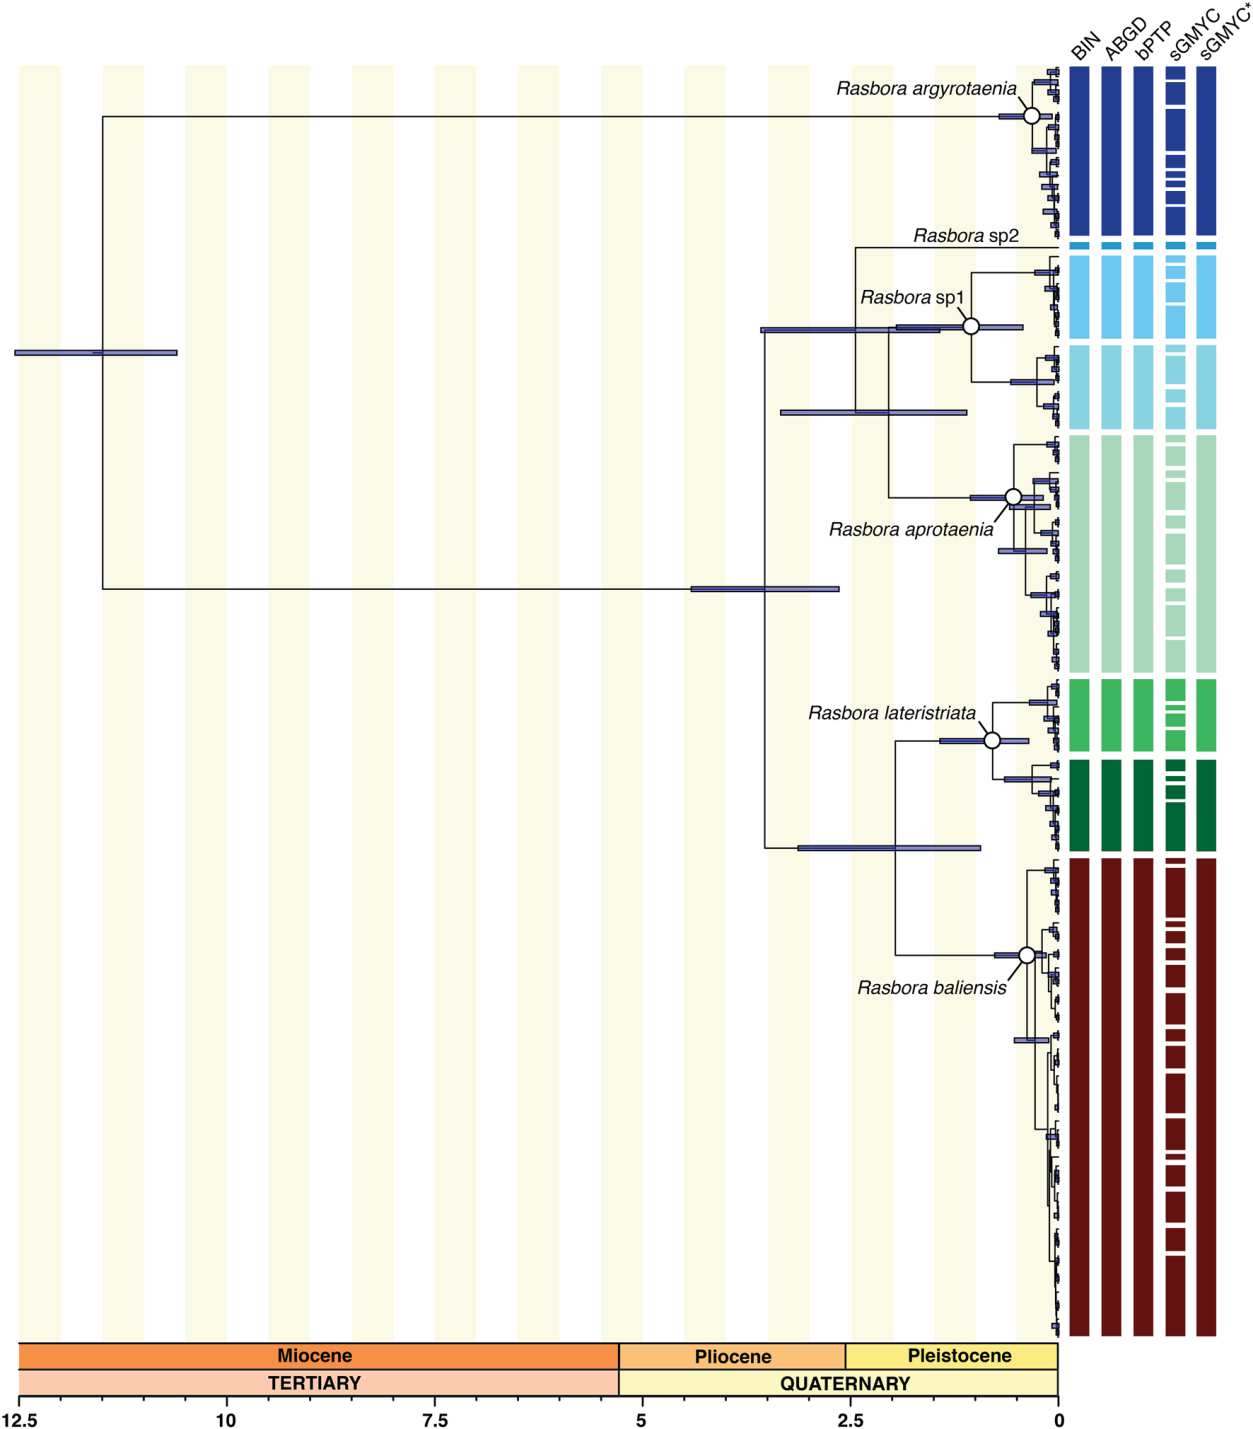 BIN
ABGD
bPTP
sGMYC
sGMYC*
Rasbora argyrotaenia
Rasbora sp2
Rasbora sp1
Rasbora aprotaenia
Rasbora lateristriata
Rasbora baliensis
Miocene
Pliocene
Pleistocene
TERTIARY
QUATERNARY
12.5
10
7.5
5
2.5
0